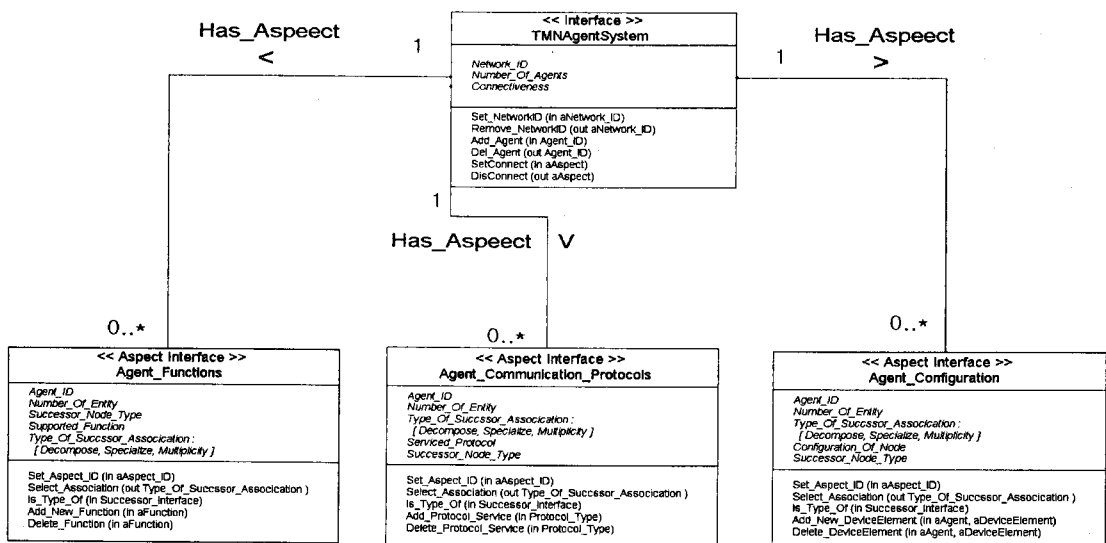 << Interface >>
TMNAgentSystem
Network_ID
Number_Of_Agents
Connectiveness
Set_NetworkID (in aNetwork_ID)
Remove_NetworkID (out aNetwork_ID)
Add_Agent (in Agent_ID)
Del_Agent (out Agent_ID)
SetConnect (in aAspect)
DisConnect (out aAspect)
Has_Aspeect
<
1
0..*
Has_Aspeect V
1
0..*
Has_Aspeect
>
1
0..*
<< Aspect Interface >>
Agent_Functions
Agent_ID
Number_Of_Entity
Successor_Node_Type
Supported_Function
Type_Of_Succssor_Assocication :
[ Decompose, Specialize, Multiplicity ]
Set_Aspect_ID (in aAspect_ID)
Select_Association (out Type_Of_Succssor_Assocication )
Is_Type_Of (in Successor_Interface)
Add_New_Function (in aFunction)
Delete_Function (in aFunction)
<< Aspect Interface >>
Agent_Communication_Protocols
Agent_ID
Number_Of_Entity
Type_Of_Succssor_Assocication :
[ Decompose, Specialize, Multiplicity ]
Serviced_Protocol
Successor_Node_Type
Set_Aspect_ID (in aAspect_ID)
Select_Association (out Type_Of_Succssor_Assocication )
Is_Type_Of (in Successor_Interface)
Add_Protocol_Service (in Protocol_Type)
Delete_Protocol_Service (in Protocol_Type)
<< Aspect Interface >>
Agent_Configuration
Agent_ID
Number_Of_Entity
Type_Of_Succssor_Assocication :
[ Decompose, Specialize, Multiplicity ]
Configuration_Of_Node
Successor_Node_Type
Set_Aspect_ID (in aAspect_ID)
Select_Association (out Type_Of_Succssor_Assocication )
Is_Type_Of (in Successor_Interface)
Add_New_DeviceElement (in aAgent, aDeviceElement)
Delete_DeviceElement (in aAgent, aDeviceElement)